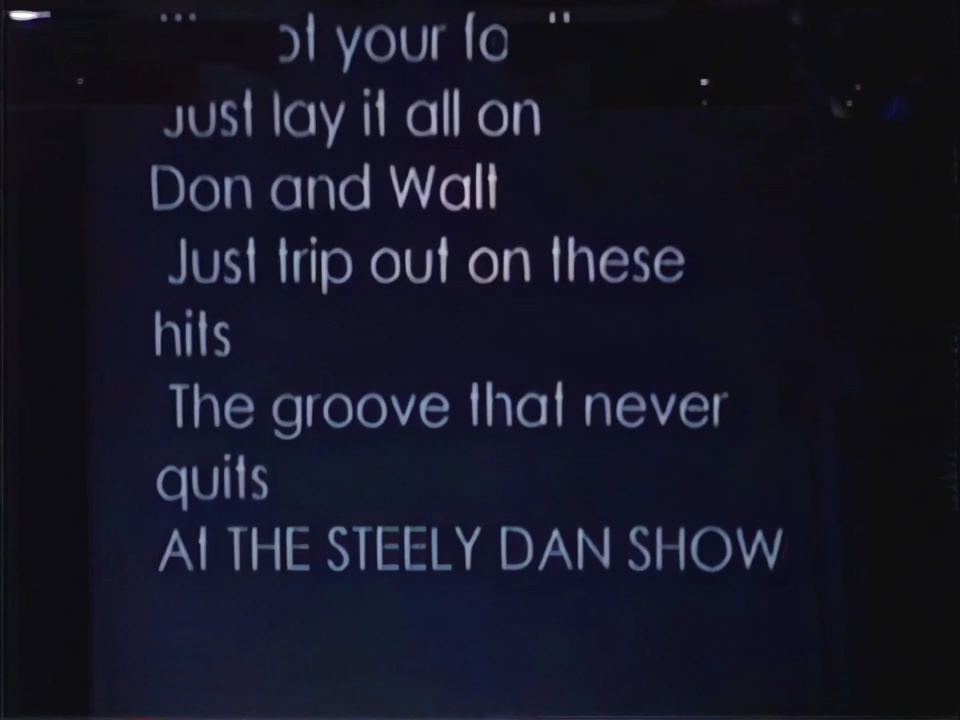 your
Just lay it all on
Don and Walt
Just trip out on these
hits
The groove that never
quits
At THE STEELY DAN SHOW